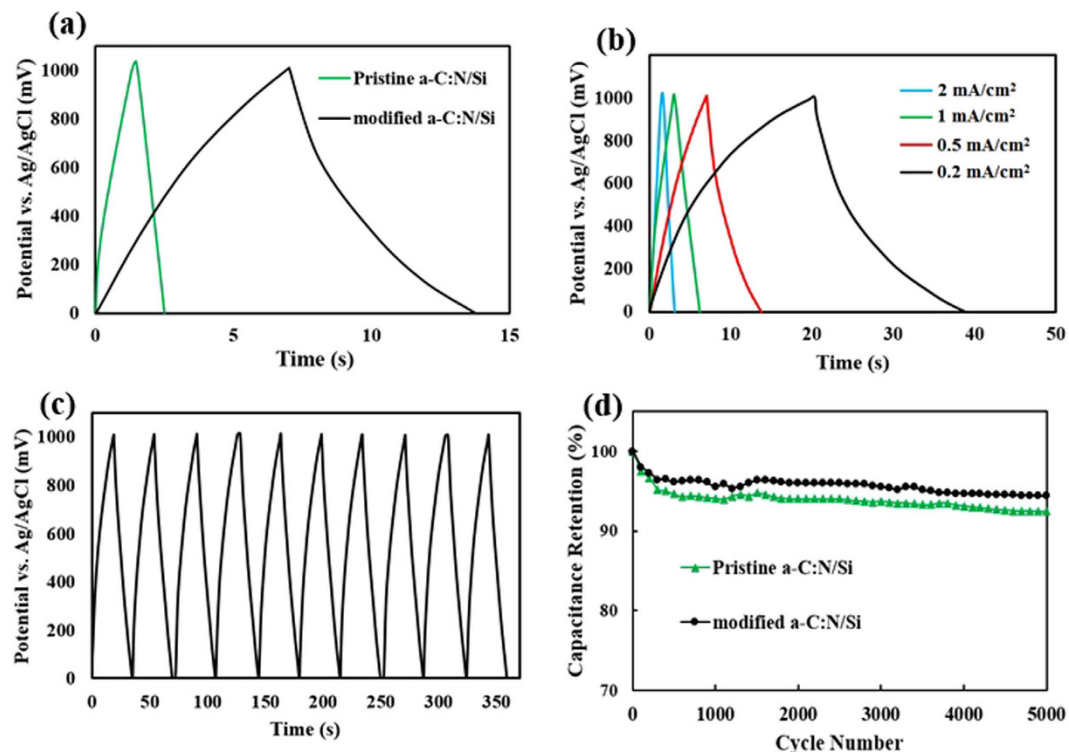 (a)
Potential vs. Ag/AgCl (mV)
1000
800
600
400
200
0
Pristine a-C:N/Si
modified a-C:N/Si
0 5 10 15
Time (s)
(b)
Potential vs. Ag/AgCl (mV)
1000
800
600
400
200
0
2 mA/cm²
1 mA/cm²
0.5 mA/cm²
0.2 mA/cm²
0 10 20 30 40 50
Time (s)
(c)
Potential vs. Ag/AgCl (mV)
1000
800
600
400
200
0
0 50 100 150 200 250 300 350
Time (s)
(d)
Capacitance Retention (%)
100
90
80
70
Pristine a-C:N/Si
modified a-C:N/Si
0 1000 2000 3000 4000 5000
Cycle Number